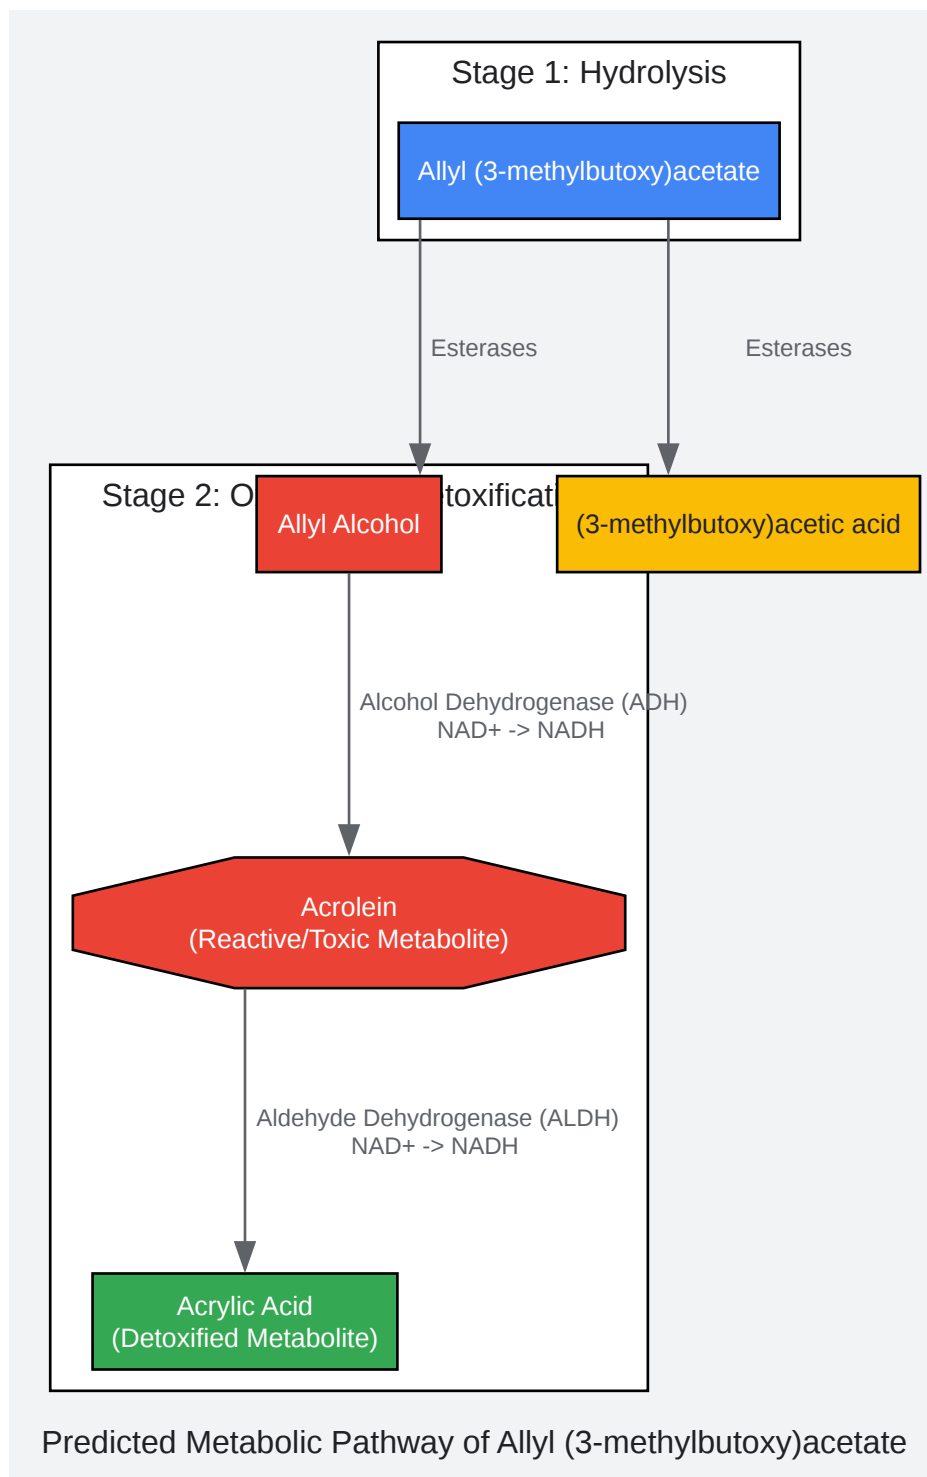 Stage 1: Hydrolysis
Allyl (3-methylbutoxy)acetate
Esterases
Esterases
Stage 2: O etoxificati
Allyl Alcohol
(3-methylbutoxy)acetic acid
Alcohol Dehydrogenase (ADH)
NAD+ -> NADH
Acrolein
(Reactive/Toxic Metabolite)
Aldehyde Dehydrogenase (ALDH)
NAD+ -> NADH
Acrylic Acid
(Detoxified Metabolite)
Predicted Metabolic Pathway of Allyl (3-methylbutoxy)acetate